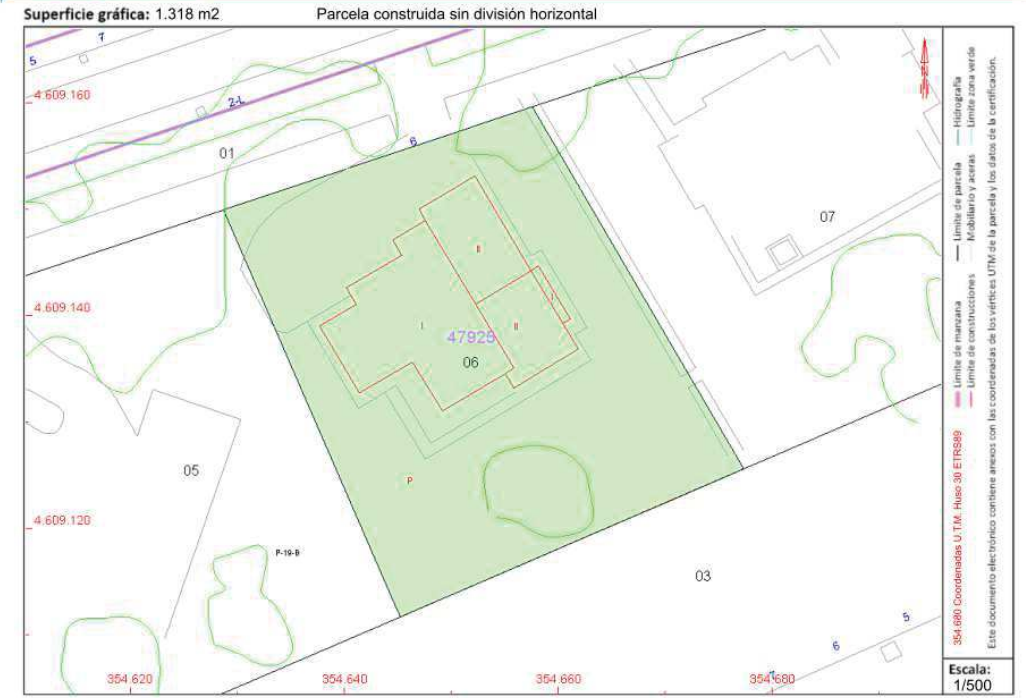 Superficie gráfica: 1.318 m2
Parcela construida sin división horizontal
7
5
4.609.160
2-L
6
01
07
4.609.140
II
I
I
II
47929
06
05
P
4.609.120
P-19-B
03
5
6
7
354.620
354.640
354.660
354.680
354.680 Coordenadas U.T.M. Huso 30 ETRS89
Límite de manzana
Límite de parcela
Hidrografía
Límite de construcciones
Mobiliario y aceras
Límite zona verde
Este documento electrónico contiene anexos con las coordenadas de los vértices UTM de la parcela y los datos de la certificación.
Escala:
1/500